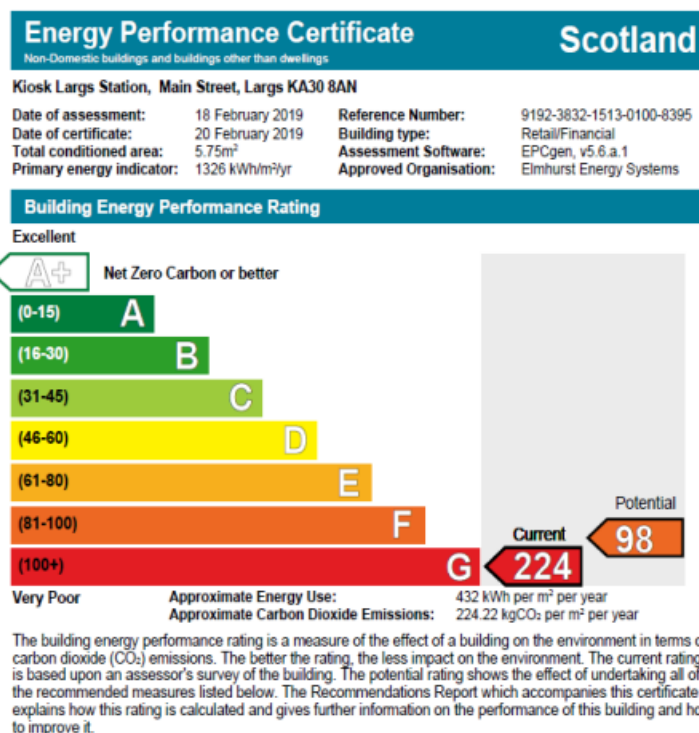 Energy Performance Certificate
Scotland
Non-Domestic buildings and buildings other than dwellings
Kiosk Largs Station, Main Street, Largs KA30 8AN
Date of assessment: 18 February 2019 Reference Number: 9192-3832-1513-0100-8395
Date of certificate: 20 February 2019 Building type: Retail/Financial
Total conditioned area: 5.75m² Assessment Software: EPCgen, v5.6.a.1
Primary energy indicator: 1326 kWh/m²/yr Approved Organisation: Elmhurst Energy Systems
Building Energy Performance Rating
Excellent
A+ Net Zero Carbon or better
(0-15) A
(16-30) B
(31-45) C
(46-60) D
(61-80) E
Potential
(81-100) F
98
Current
(100+) G
224
Very Poor Approximate Energy Use: 432 kWh per m² per year
Approximate Carbon Dioxide Emissions: 224.22 kgCO₂ per m² per year
The building energy performance rating is a measure of the effect of a building on the environment in terms o
carbon dioxide (CO₂) emissions. The better the rating, the less impact on the environment. The current rating
is based upon an assessor's survey of the building. The potential rating shows the effect of undertaking all of
the recommended measures listed below. The Recommendations Report which accompanies this certificate
explains how this rating is calculated and gives further information on the performance of this building and ho
to improve it.